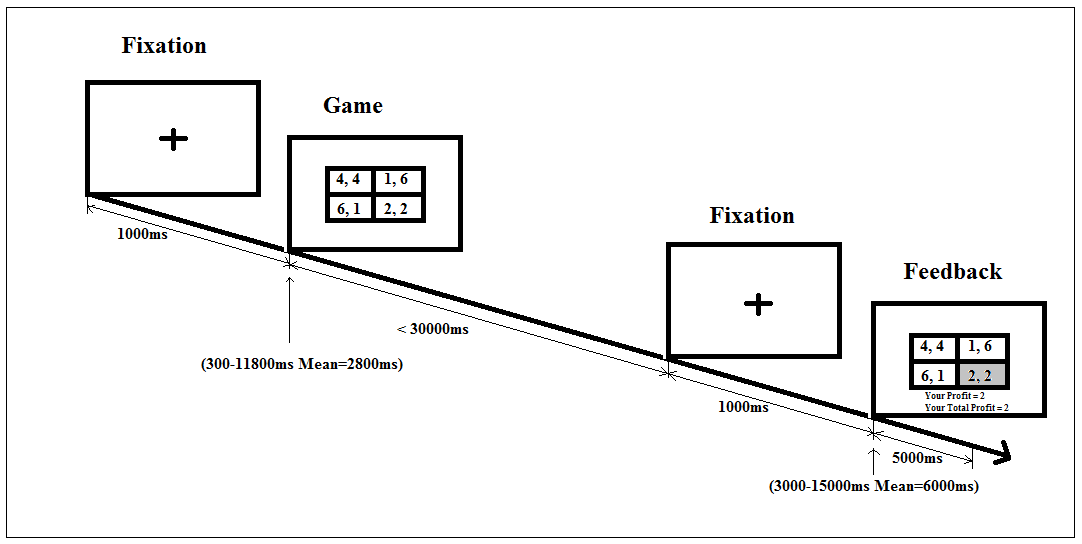 Fixation
Game
4, 4 1, 6
6, 1 2, 2
1000ms
(300-11800ms Mean=2800ms)
< 30000ms
Fixation
1000ms
Feedback
4, 4 1, 6
6, 1 2, 2
Your Profit = 2
Your Total Profit = 2
5000ms
(3000-15000ms Mean=6000ms)